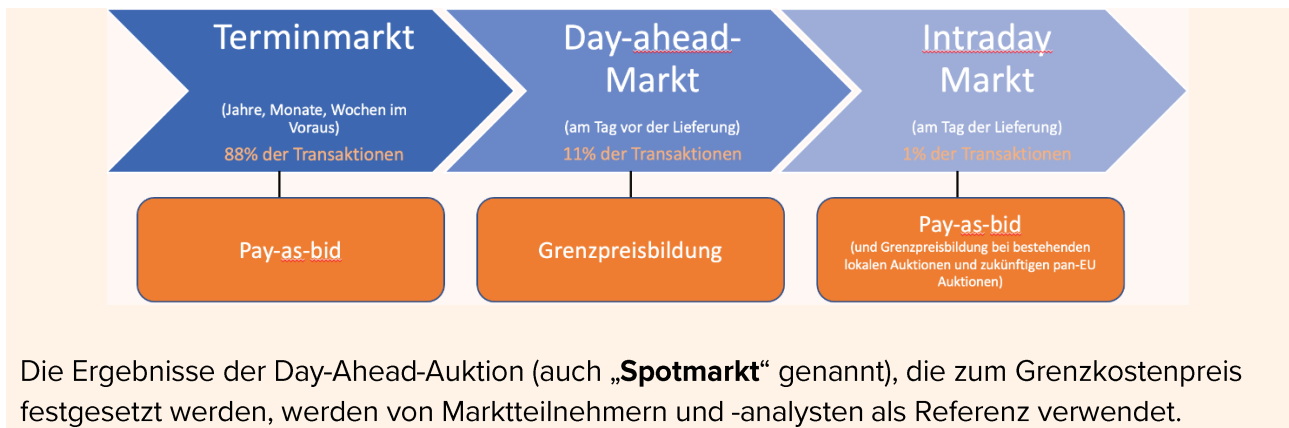 Terminmarkt
(Jahre, Monate, Wochen im
Voraus)
88% der Transaktionen
Day-ahead-
Markt
(am Tag vor der Lieferung)
11% der Transaktionen
Intraday
Markt
(am Tag der Lieferung)
1% der Transaktionen
Pay-as-bid
Grenzpreisbildung
Pay-as-bid
(und Grenzpreisbildung bei bestehenden
lokalen Auktionen und zukünftigen pan-EU
Auktionen)
Die Ergebnisse der Day-Ahead-Auktion (auch „Spotmarkt“ genannt), die zum Grenzkostenpreis
festgesetzt werden, werden von Marktteilnehmern und -analysten als Referenz verwendet.